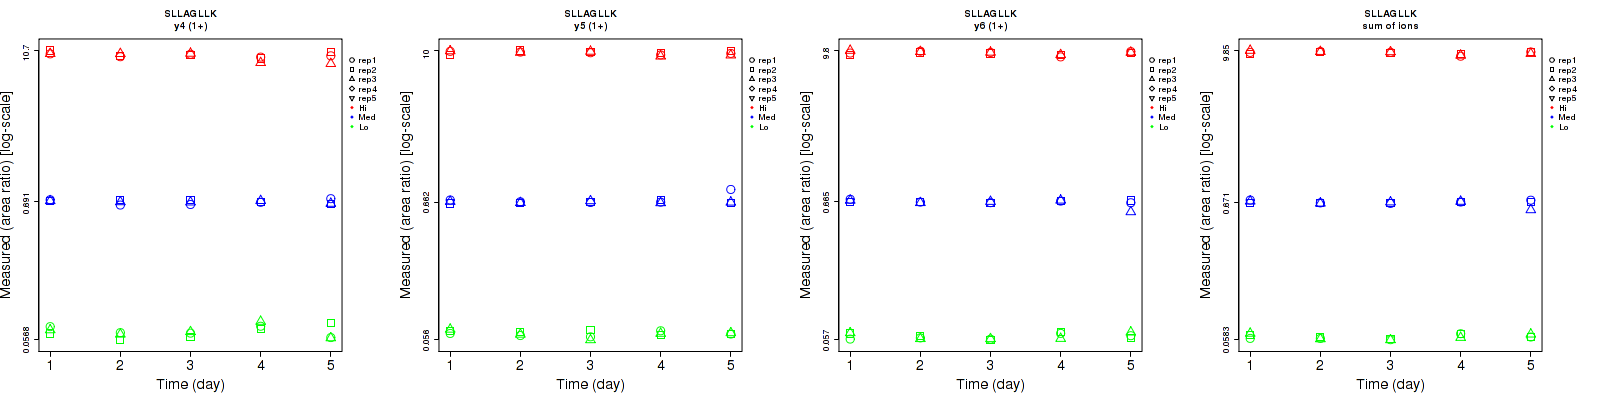 SLLAGLLK
y4 (1+)
10.7
0.691
0.0568
Measured (area ratio) [log-scale]
1 2 3 4 5
Time (day)
rep1
rep2
rep3
rep4
rep5
Hi
Med
Lo
SLLAGLLK
y5 (1+)
10
0.682
0.056
Measured (area ratio) [log-scale]
1 2 3 4 5
Time (day)
rep1
rep2
rep3
rep4
rep5
Hi
Med
Lo
SLLAGLLK
y6 (1+)
9.8
0.665
0.057
Measured (area ratio) [log-scale]
1 2 3 4 5
Time (day)
rep1
rep2
rep3
rep4
rep5
Hi
Med
Lo
SLLAGLLK
sum of ions
9.85
0.671
0.0583
Measured (area ratio) [log-scale]
1 2 3 4 5
Time (day)
rep1
rep2
rep3
rep4
rep5
Hi
Med
Lo